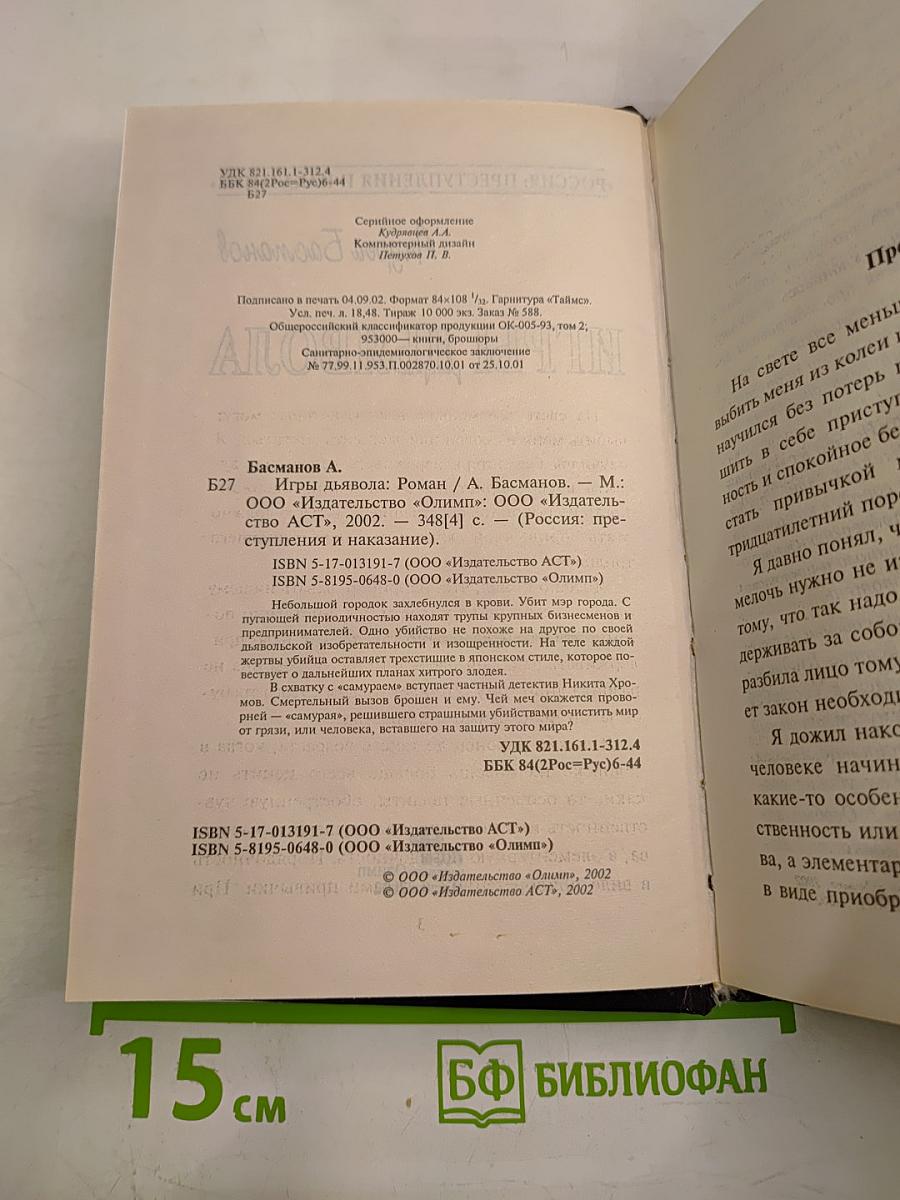 УДК 821.161.1-312.4
ББК 84(2Рос=Рус)6-44
Б27
Серийное оформление
Кудрявцев А.А.
Компьютерный дизайн
Петухов П. В.
Подписано в печать 04.09.02. Формат 84×108 1/32. Гарнитура «Таймс».
Усл. печ. л. 18,48. Тираж 10 000 экз. Заказ № 588.
Общероссийский классификатор продукции ОК-005-93, том 2;
953000— книги, брошюры
Санитарно-эпидемиологическое заключение
№ 77.99.11.953.П.002870.10.01 от 25.10.01
Басманов А.
Б27 Игры дьявола: Роман / А. Басманов. — М.:
ООО «Издательство «Олимп»: ООО «Издатель-
ство АСТ», 2002. — 348[4] с. — (Россия: пре-
ступления и наказание).
ISBN 5-17-013191-7 (ООО «Издательство АСТ»)
ISBN 5-8195-0648-0 (ООО «Издательство «Олимп»)
Небольшой городок захлебнулся в крови. Убит мэр города. С
пугающей периодичностью находят трупы крупных бизнесменов и
предпринимателей. Одно убийство не похоже на другое по своей
дьявольской изобретательности и изощренности. На теле каждой
жертвы убийца оставляет трехстишие в японском стиле, которое по-
вествует о дальнейших планах хитрого злодея.
В схватку с «самураем» вступает частный детектив Никита Хро-
мов. Смертельный вызов брошен и ему. Чей меч окажется прово-
рней — «самурая», решившего страшными убийствами очистить мир
от грязи, или человека, вставшего на защиту этого мира?
УДК 821.161.1-312.4
ББК 84(2Рос=Рус)6-44
ISBN 5-17-013191-7 (ООО «Издательство АСТ»)
ISBN 5-8195-0648-0 (ООО «Издательство «Олимп»)
© ООО «Издательство «Олимп», 2002
© ООО «Издательство АСТ», 2002
Про
На свете все мень
выбить меня из колеи
научился без потерь
шить в себе присту
ность и спокойное бе
стать привычкой
тридцатилетний поро
Я давно понял, ч
мелочь нужно не и
тому, что так надо
держивать за собо
разбила лицо тому
ет закон необходи
Я дожил нако
человеке начин
какие-то особен
ственность или
ва, а элементар
в виде приобр
15 см
БФ БИБЛИОФАН